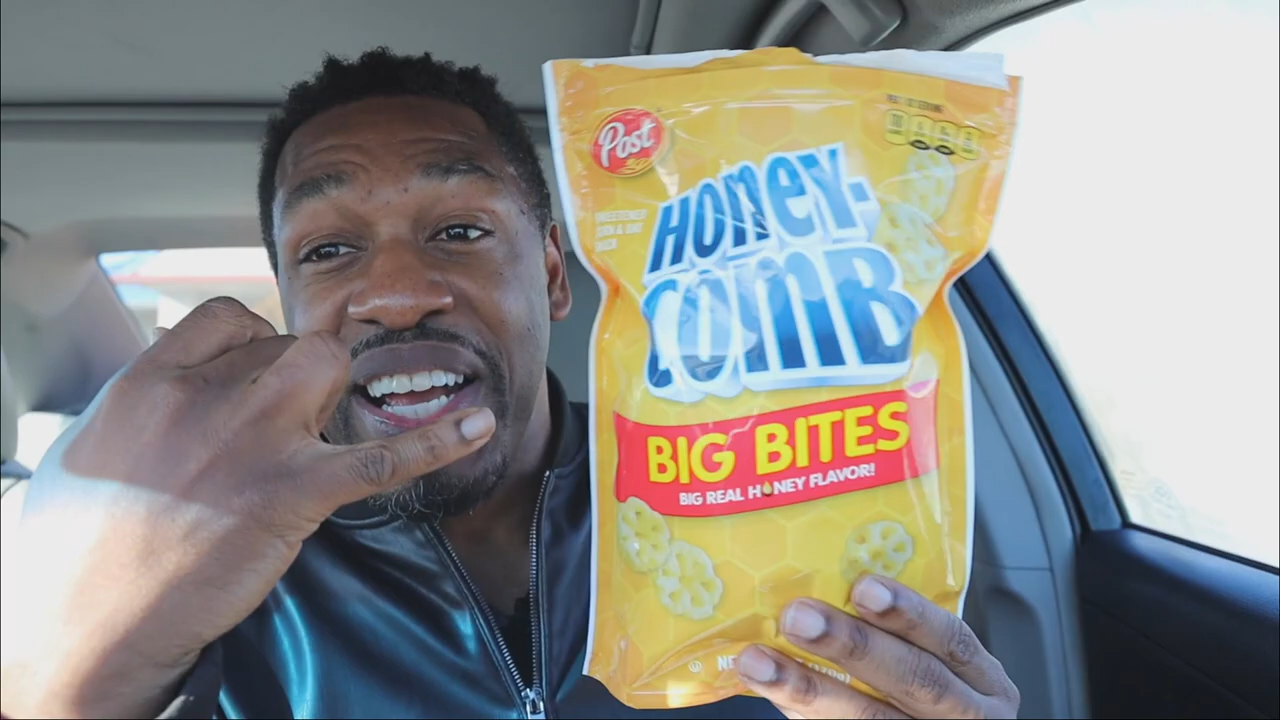 Post
HONEY-
COMB
BIG BITES
BIG REAL HONEY FLAVOR!